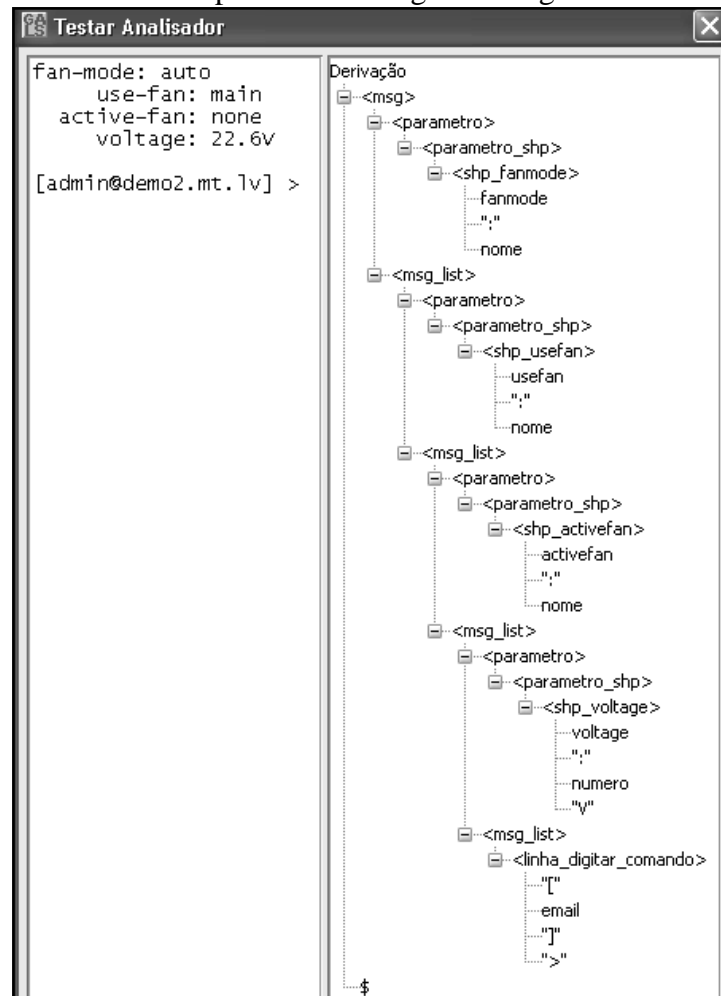 Testar Analisador
fan-mode: auto
use-fan: main
active-fan: none
voltage: 22.6V
[admin@demo2.mt.lv] >
Derivação
<msg>
<parametro>
<parametro_shp>
<shp_fanmode>
fanmode
":"
nome
<msg_list>
<parametro>
<parametro_shp>
<shp_usefan>
usefan
":"
nome
<msg_list>
<parametro>
<parametro_shp>
<shp_activefan>
activefan
":"
nome
<msg_list>
<parametro>
<parametro_shp>
<shp_voltage>
voltage
":"
numero
"V"
<msg_list>
<linha_digitar_comando>
"["
email
"]"
">"
$